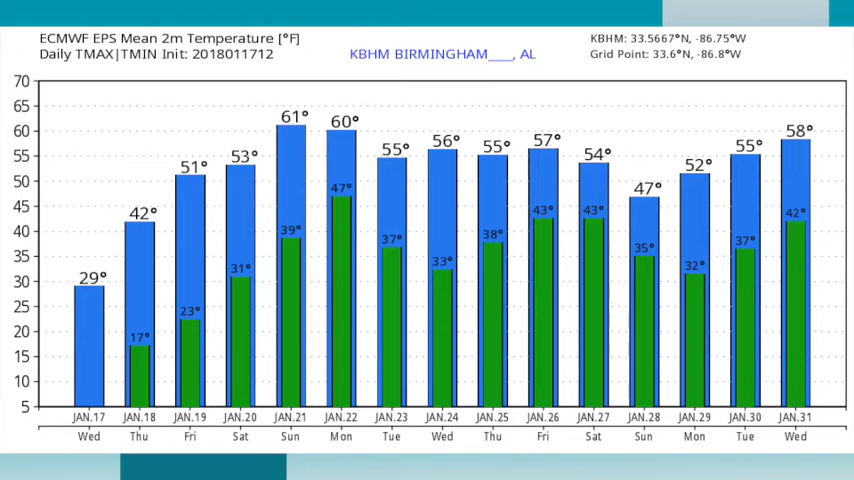 ECMWF EPS Mean 2m Temperature [°F]
Daily TMAX|TMIN Init: 2018011712
KBHM BIRMINGHAM___, AL
KBHM: 33.5667°N, -86.75°W
Grid Point: 33.6°N, -86.8°W
70
65
60
55
50
45
40
35
30
25
20
15
10
5
29° 42° 51° 53° 61° 60° 55° 56° 55° 57° 54° 47° 52° 55° 58°
17° 23° 31° 39° 47° 37° 33° 38° 43° 43° 35° 32° 37° 42°
JAN.17 JAN.18 JAN.19 JAN.20 JAN.21 JAN.22 JAN.23 JAN.24 JAN.25 JAN.26 JAN.27 JAN.28 JAN.29 JAN.30 JAN.31
Wed Thu Fri Sat Sun Mon Tue Wed Thu Fri Sat Sun Mon Tue Wed